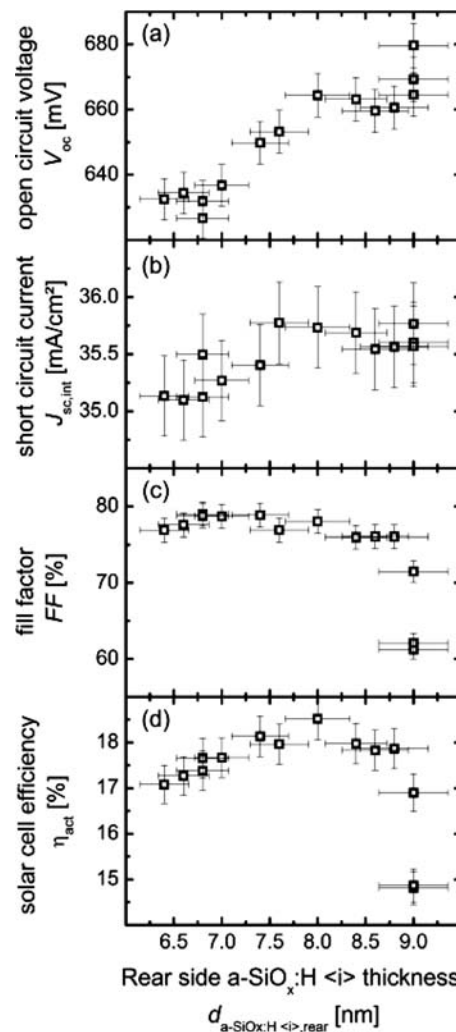 (a)
open circuit voltage
V_oc [mV]
680
660
640
(b)
short circuit current
J_sc,int [mA/cm²]
36.0
35.5
35.0
(c)
fill factor
FF [%]
80
70
60
(d)
solar cell efficiency
η_act [%]
18
17
16
15
6.5 7.0 7.5 8.0 8.5 9.0
Rear side a-SiO_x:H <i> thickness
d_a-SiOx:H <i>,rear [nm]